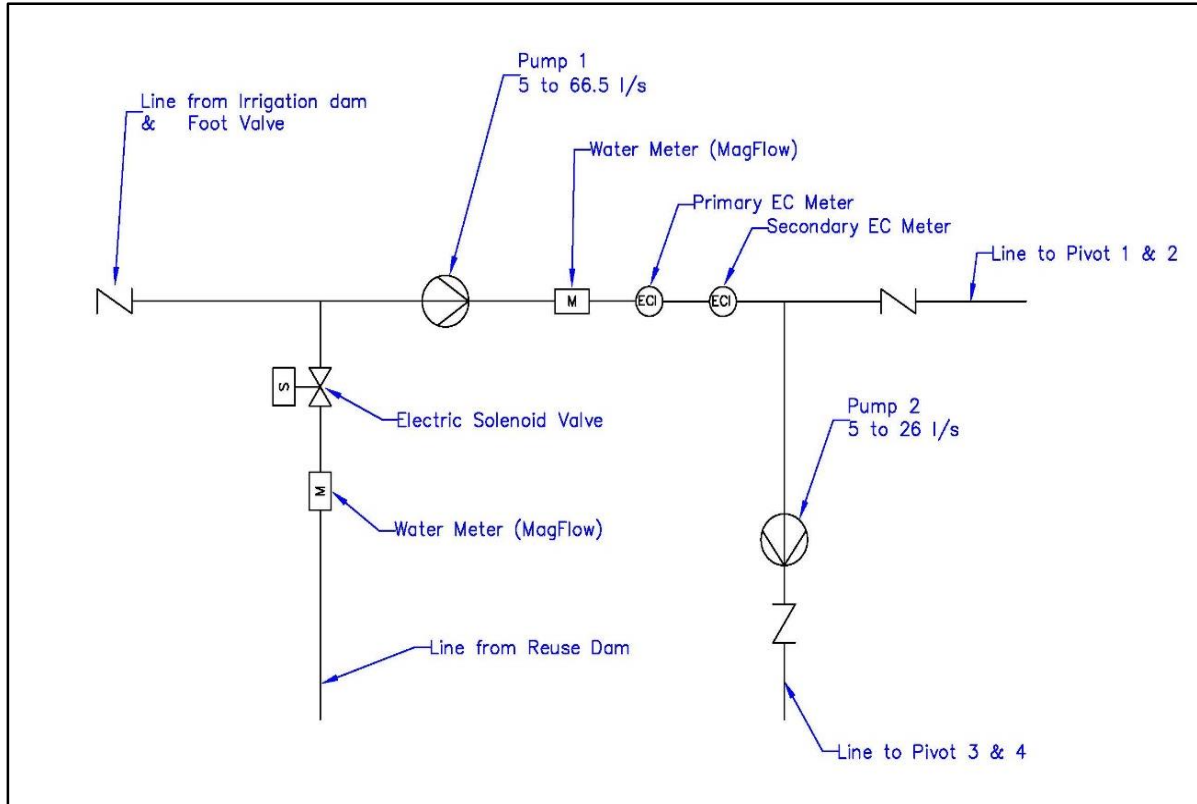 Pump 1
5 to 66.5 l/s
Line from Irrigation dam
& Foot Valve
Water Meter (MagFlow)
Primary EC Meter
Secondary EC Meter
Line to Pivot 1 & 2
M
ECI
ECI
S
Electric Solenoid Valve
Pump 2
5 to 26 l/s
M
Water Meter (MagFlow)
Line from Reuse Dam
Line to Pivot 3 & 4